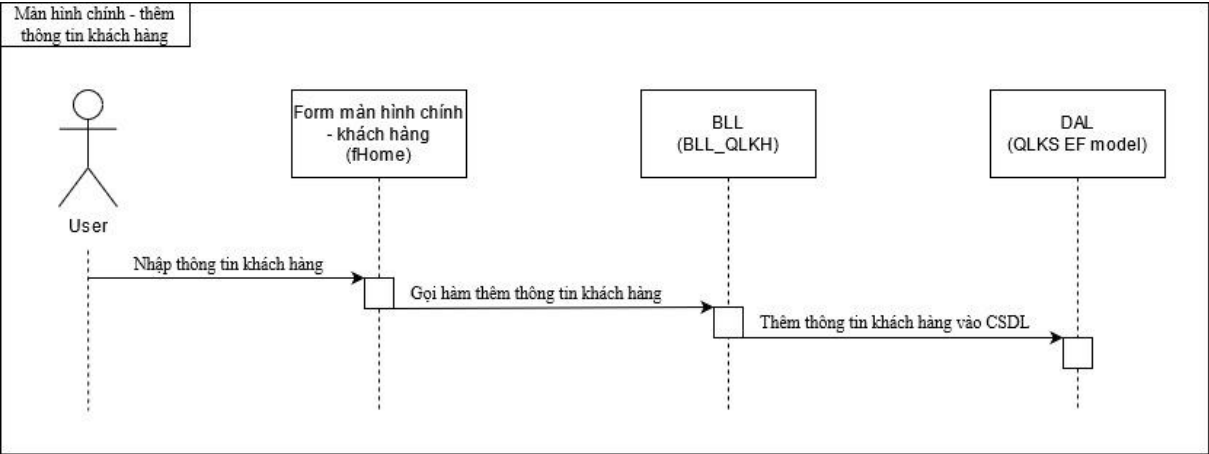 Màn hình chính - thêm
thông tin khách hàng
Form màn hình chính
- khách hàng
(fHome)
BLL
(BLL_QLKH)
DAL
(QLKS EF model)
User
Nhập thông tin khách hàng
Gọi hàm thêm thông tin khách hàng
Thêm thông tin khách hàng vào CSDL